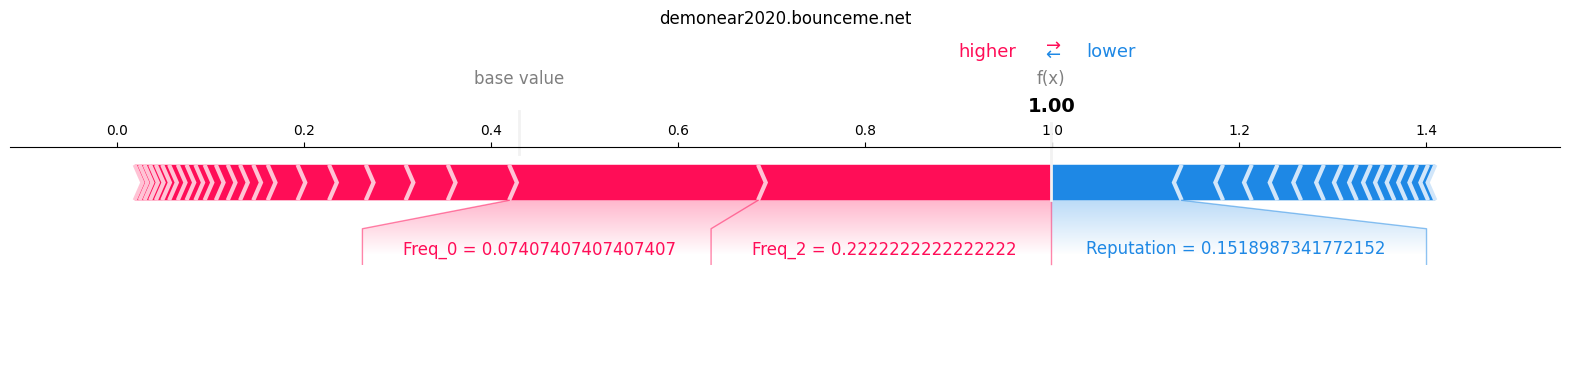 demonear2020.bounceme.net
higher ⇄ lower
base value f(x)
1.00
0.0 0.2 0.4 0.6 0.8 1.0 1.2 1.4
Freq_0 = 0.07407407407407407 Freq_2 = 0.2222222222222222 Reputation = 0.1518987341772152